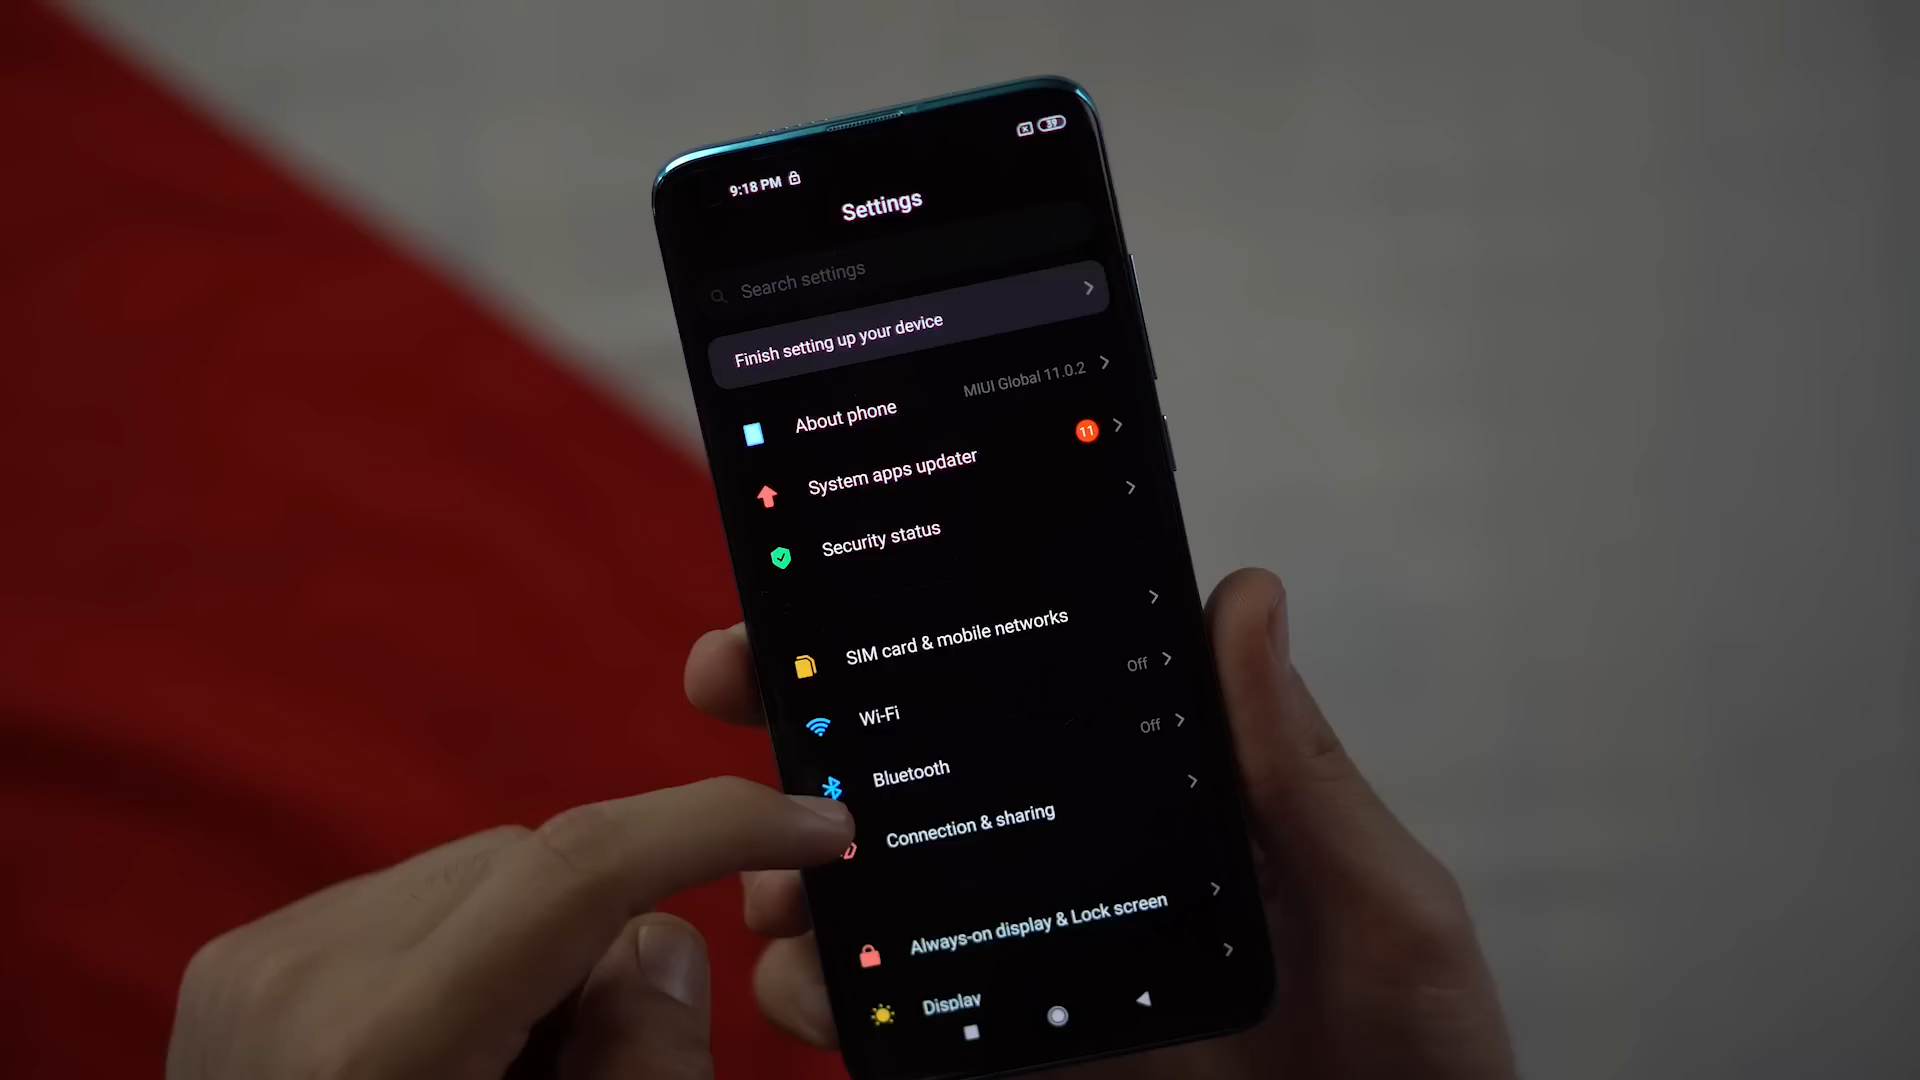 39
9:18 PM
Settings
Search settings
Finish setting up your device
About phone MIUI Global 11.0.2
System apps updater 11
Security status
SIM card & mobile networks
Wi-Fi Off
Bluetooth Off
Connection & sharing
Always-on display & Lock screen
Display